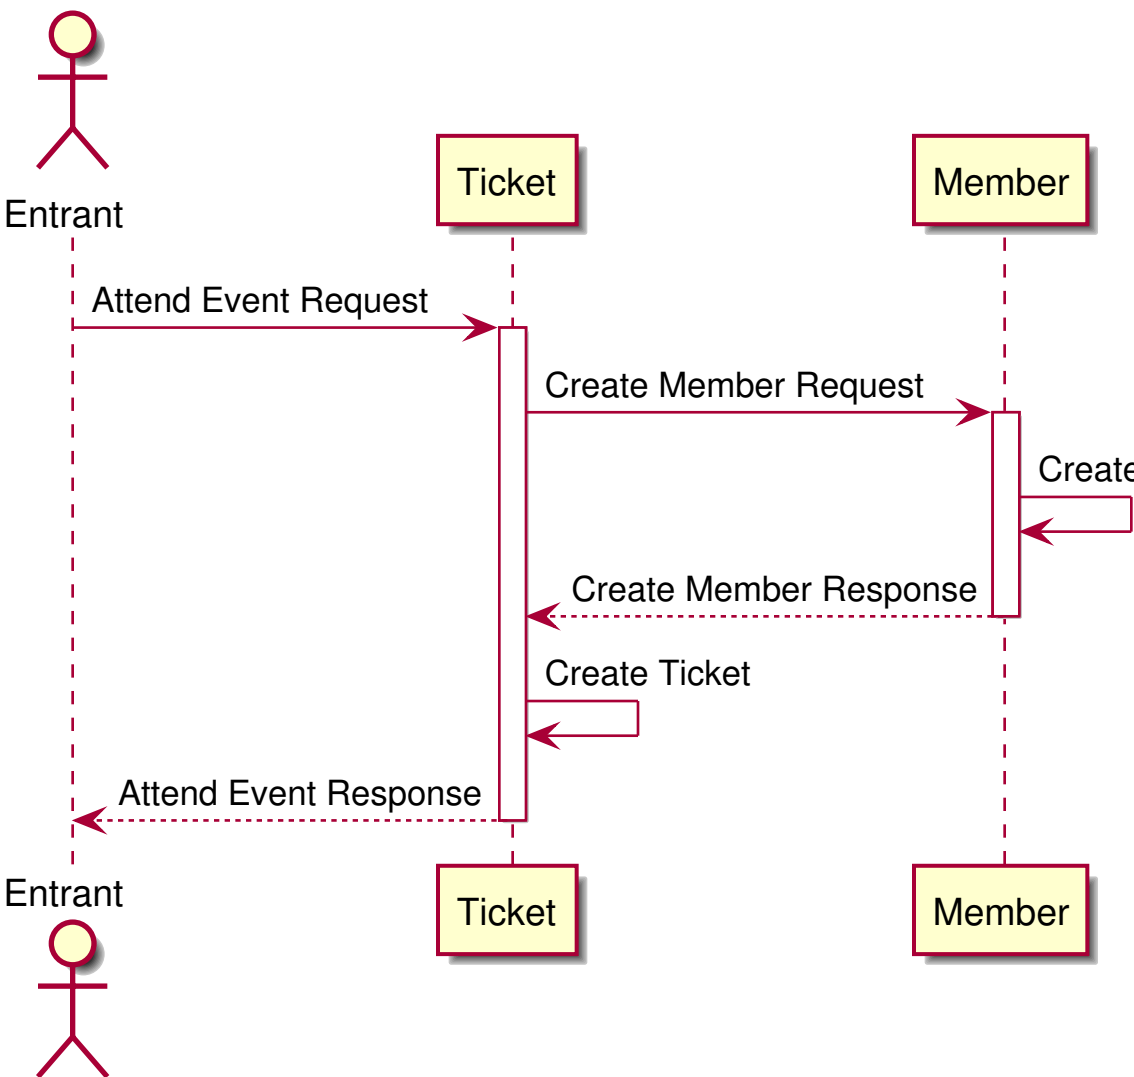 Ticket
Member
Entrant
Attend Event Request
Create Member Request
Create
Create Member Response
Create Ticket
Attend Event Response
Entrant
Ticket
Member